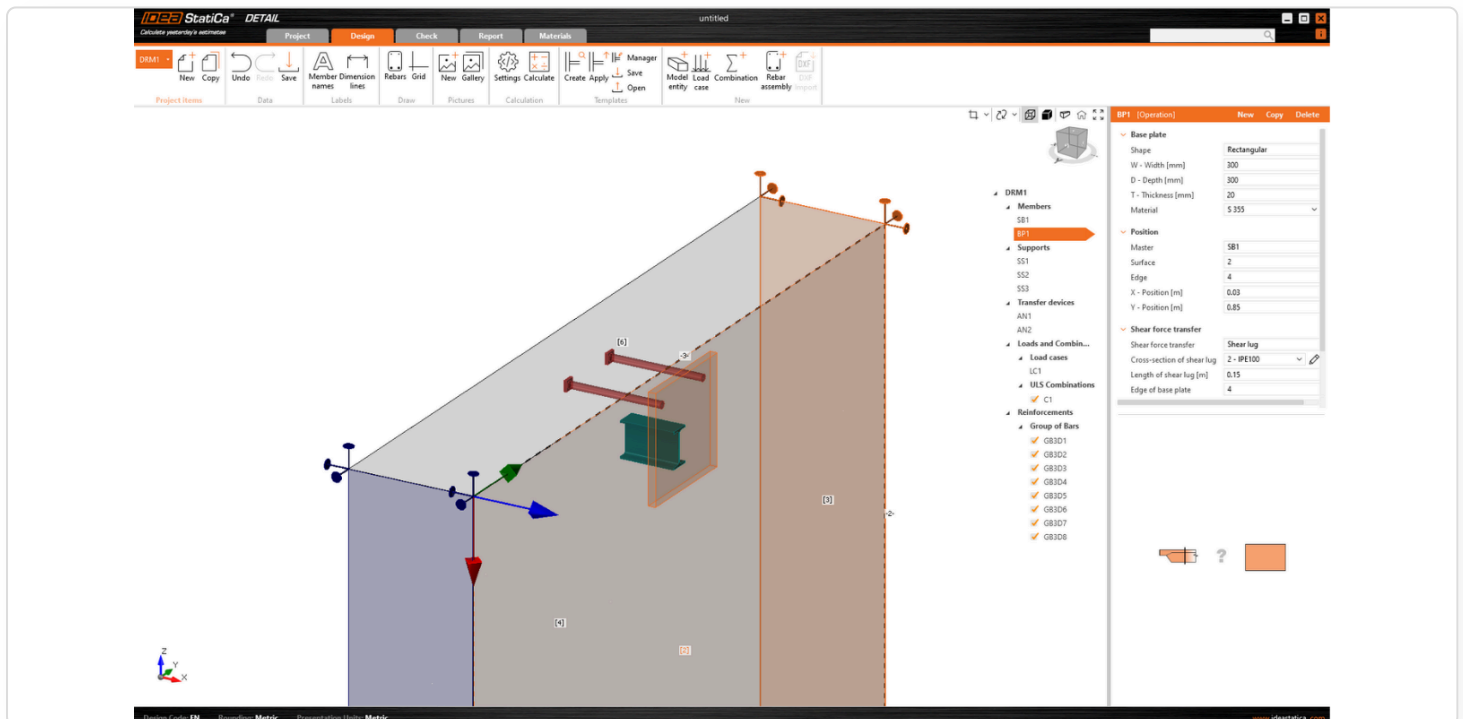 IDEA StatiCa® DETAIL
untitled
Calculate yesterday's estimates
Project Design Check Report Materials
DRM1
New Copy Undo Redo Save Member names Dimension lines Rebars Grid New Gallery Settings Calculate Create Apply Manager Save Open Model entity Load case Combination Rebar assembly DXF Import
Project Items Data Labels Draw Pictures Calculation Templates New
BP1 [Operation] New Copy Delete
Base plate
Shape Rectangular
W - Width [mm] 300
D - Depth [mm] 300
T - Thickness [mm] 20
Material S 355
Position
Master SB1
Surface 2
Edge 4
X - Position [m] 0.03
Y - Position [m] 0.85
Shear force transfer
Shear force transfer Shear lug
Cross-section of shear lug 2 - IPE100
Length of shear lug [m] 0.15
Edge of base plate 4
DRM1
Members
SB1
BP1
Supports
SS1
SS2
SS3
Transfer devices
AN1
AN2
Loads and Combin...
Load cases
LC1
ULS Combinations
C1
Reinforcements
Group of Bars
GB3D1
GB3D2
GB3D3
GB3D4
GB3D5
GB3D6
GB3D7
GB3D8
[6]
-3-
[3]
-2-
[4]
?
Z
Y
X
Design Code: EN Rounding: Metric Presentation Units: Metric
www.ideastatica.com